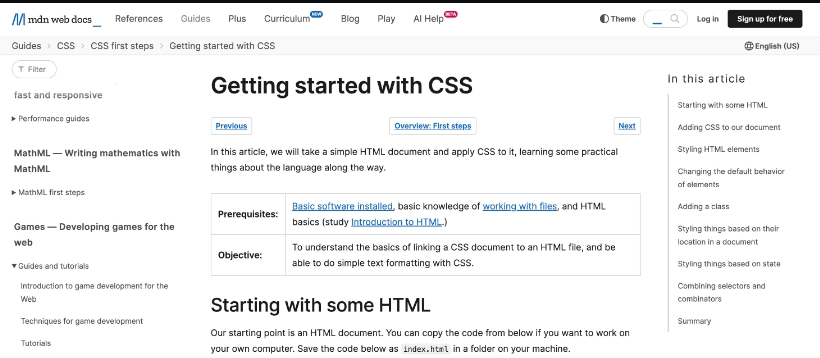 mdn web docs_
References
Guides
Plus
Curriculum NEW
Blog
Play
AI Help BETA
Theme
Log in
Sign up for free
Guides > CSS > CSS first steps > Getting started with CSS
English (US)
Filter
fast and responsive
Performance guides
MathML — Writing mathematics with
MathML
MathML first steps
Games — Developing games for the
web
Guides and tutorials
Introduction to game development for the
Web
Techniques for game development
Tutorials
Getting started with CSS
Previous
Overview: First steps
Next
In this article, we will take a simple HTML document and apply CSS to it, learning some practical
things about the language along the way.
Prerequisites:
Basic software installed, basic knowledge of working with files, and HTML
basics (study Introduction to HTML.)
Objective:
To understand the basics of linking a CSS document to an HTML file, and be
able to do simple text formatting with CSS.
Starting with some HTML
Our starting point is an HTML document. You can copy the code from below if you want to work on
your own computer. Save the code below as index.html in a folder on your machine.
In this article
Starting with some HTML
Adding CSS to our document
Styling HTML elements
Changing the default behavior
of elements
Adding a class
Styling things based on their
location in a document
Styling things based on state
Combining selectors and
combinators
Summary